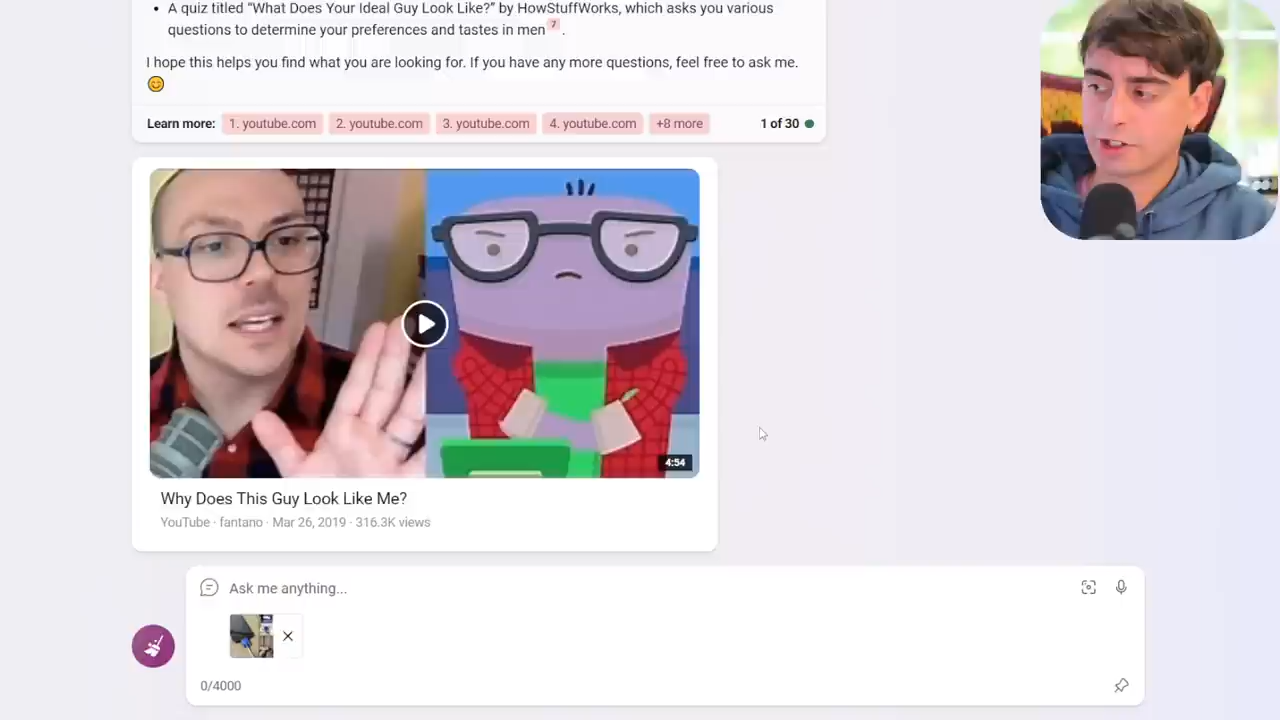 • A quiz titled “What Does Your Ideal Guy Look Like?” by HowStuffWorks, which asks you various
questions to determine your preferences and tastes in men 7 .
I hope this helps you find what you are looking for. If you have any more questions, feel free to ask me.
😊
Learn more: 1. youtube.com 2. youtube.com 3. youtube.com 4. youtube.com +8 more 1 of 30
4:54
Why Does This Guy Look Like Me?
YouTube · fantano · Mar 26, 2019 · 316.3K views
Ask me anything...
0/4000